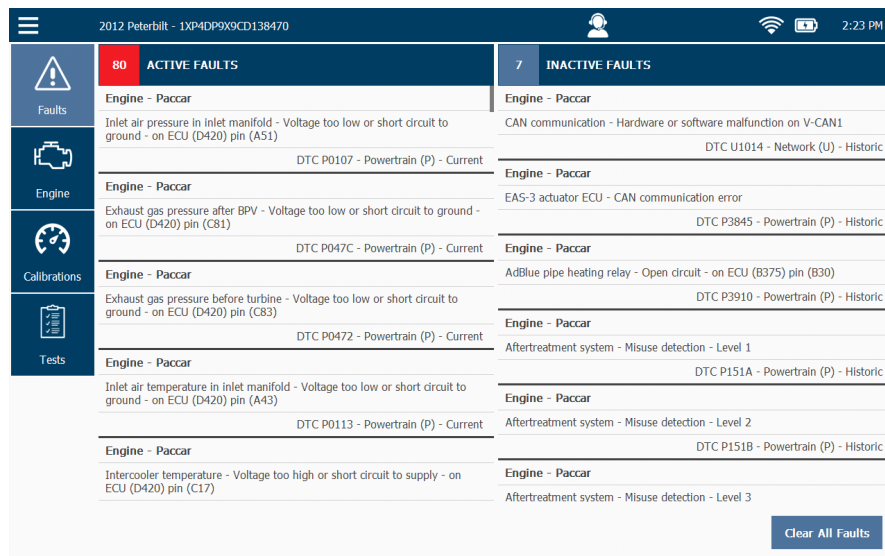 2012 Peterbilt - 1XP4DP9X9CD138470
2:23 PM
Faults
Engine
Calibrations
Tests
80 ACTIVE FAULTS
Engine - Paccar
Inlet air pressure in inlet manifold - Voltage too low or short circuit to
ground - on ECU (D420) pin (A51)
DTC P0107 - Powertrain (P) - Current
Engine - Paccar
Exhaust gas pressure after BPV - Voltage too low or short circuit to ground -
on ECU (D420) pin (C81)
DTC P047C - Powertrain (P) - Current
Engine - Paccar
Exhaust gas pressure before turbine - Voltage too low or short circuit to
ground - on ECU (D420) pin (C83)
DTC P0472 - Powertrain (P) - Current
Engine - Paccar
Inlet air temperature in inlet manifold - Voltage too low or short circuit to
ground - on ECU (D420) pin (A43)
DTC P0113 - Powertrain (P) - Current
Engine - Paccar
Intercooler temperature - Voltage too high or short circuit to supply - on
ECU (D420) pin (C17)
7 INACTIVE FAULTS
Engine - Paccar
CAN communication - Hardware or software malfunction on V-CAN1
DTC U1014 - Network (U) - Historic
Engine - Paccar
EAS-3 actuator ECU - CAN communication error
DTC P3845 - Powertrain (P) - Historic
Engine - Paccar
AdBlue pipe heating relay - Open circuit - on ECU (B375) pin (B30)
DTC P3910 - Powertrain (P) - Historic
Engine - Paccar
Aftertreatment system - Misuse detection - Level 1
DTC P151A - Powertrain (P) - Historic
Engine - Paccar
Aftertreatment system - Misuse detection - Level 2
DTC P151B - Powertrain (P) - Historic
Engine - Paccar
Aftertreatment system - Misuse detection - Level 3
Clear All Faults